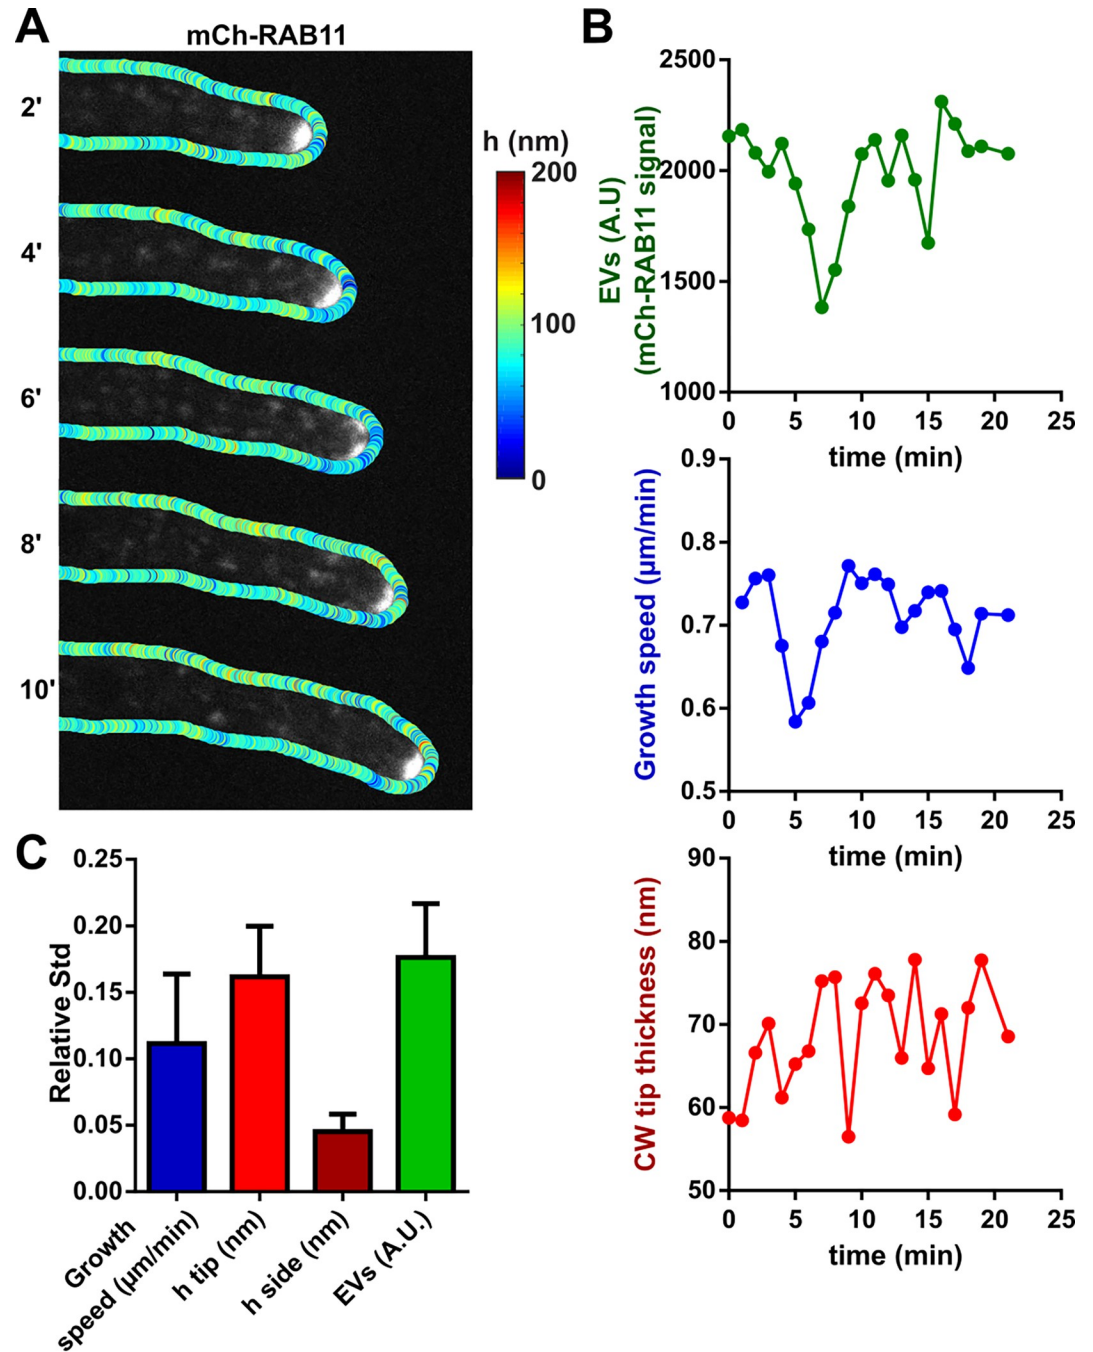 A
mCh-RAB11
2'
4'
6'
8'
10'
h (nm)
200
100
0
B
EVs (A.U)
(mCh-RAB11 signal)
2500
2000
1500
1000
0 5 10 15 20 25
time (min)
Growth speed (µm/min)
0.9
0.8
0.7
0.6
0.5
0 5 10 15 20 25
time (min)
CW tip thickness (nm)
90
80
70
60
50
0 5 10 15 20 25
time (min)
C
Relative Std
0.25
0.20
0.15
0.10
0.05
0.00
Growth
speed (µm/min)
h tip (nm)
h side (nm)
EVs (A.U.)